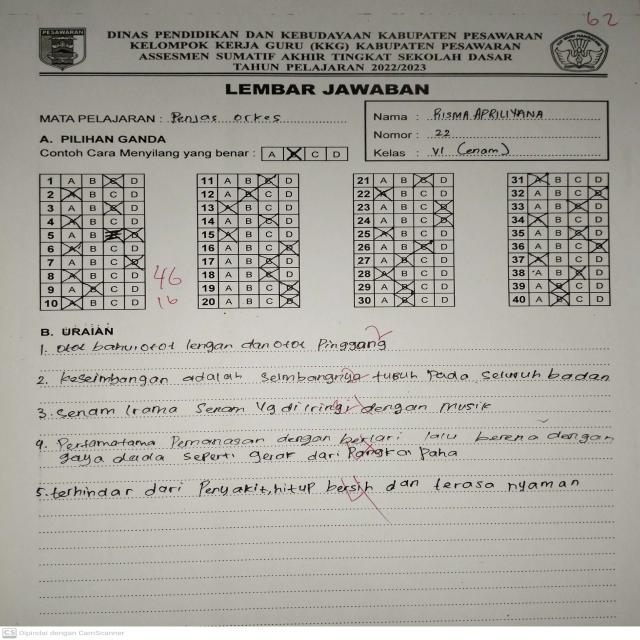 62
PESAWARAN
DINAS PENDIDIKAN DAN KEBUDAYAAN KABUPATEN PESAWARAN
KELOMPOK KERJA GURU (KKG) KABUPATEN PESAWARAN
ASSESMEN SUMATIF AKHIR TINGKAT SEKOLAH DASAR
TAHUN PELAJARAN 2022/2023
LEMBAR JAWABAN
MATA PELAJARAN : Penjas orkes
Nama : RISMA APRILIYANA
Nomor : 22
Kelas : VI (enam)
A. PILIHAN GANDA
Contoh Cara Menyilang yang benar : A B C D
1 A B C D 11 A B C D 21 A B C D 31 A B C D
2 A B C D 12 A B C D 22 A B C D 32 A B C D
3 A B C D 13 A B C D 23 A B C D 33 A B C D
4 A B C D 14 A B C D 24 A B C D 34 A B C D
5 A B C D 15 A B C D 25 A B C D 35 A B C D
6 A B C D 16 A B C D 26 A B C D 36 A B C D
7 A B C D 17 A B C D 27 A B C D 37 A B C D
8 A B C D 18 A B C D 28 A B C D 38 A B C D
9 A B C D 19 A B C D 29 A B C D 39 A B C D
10 A B C D 20 A B C D 30 A B C D 40 A B C D
46
16
B. URAIAN
1. otot bahu, otot lengan dan otot Pinggang
2. keseimbangan adalah seimbangnya tubuh Pada seluruh badan
3. Senam Irama Senam Yg diiringi dengan musik
4. Pertamatama Pemanasan dengan berlari lalu berena dengan
gaya dada seperti gerak dari Pangkal Paha
5. terhindar dari Penyakit, hitup bersih dan terasa nyaman
CS Dipindai dengan CamScanner